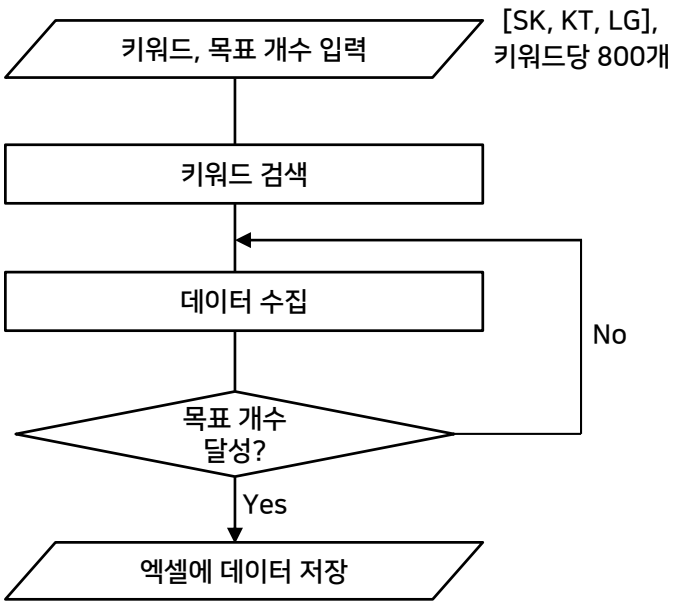 [SK, KT, LG],
키워드당 800개
키워드, 목표 개수 입력
키워드 검색
데이터 수집
No
목표 개수
달성?
Yes
엑셀에 데이터 저장